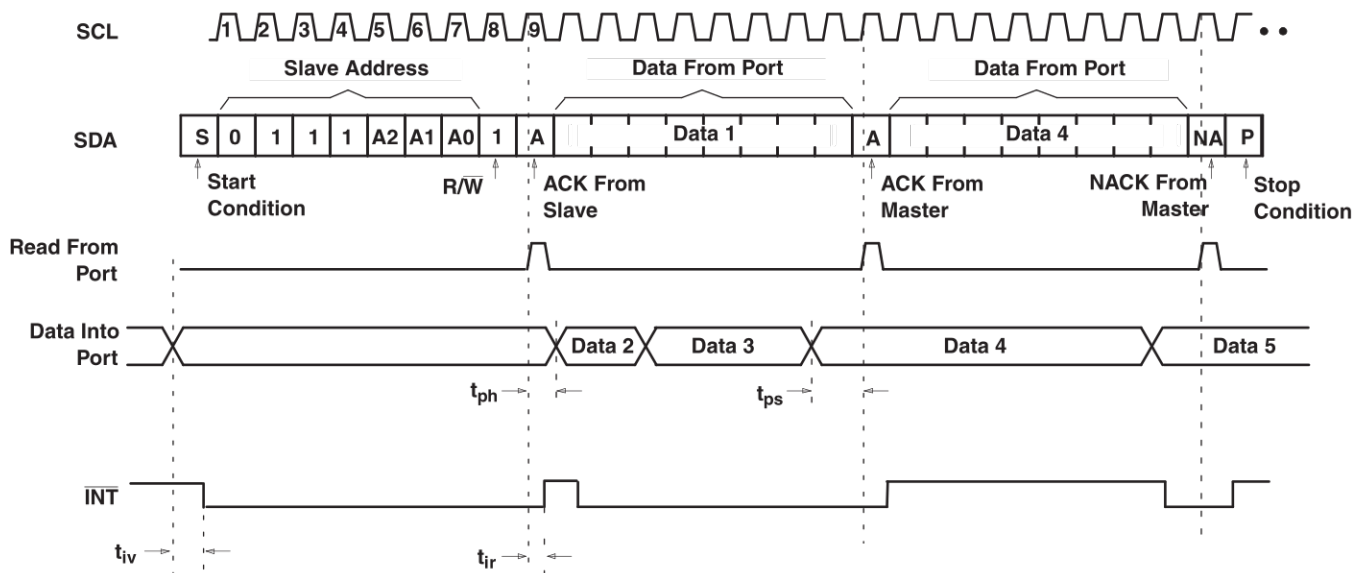 SCL 1 2 3 4 5 6 7 8 9
Slave Address Data From Port Data From Port
SDA S 0 1 1 1 A2 A1 A0 1 A Data 1 A Data 4 NA P
Start Condition
R/W̅
ACK From Slave
ACK From Master
NACK From Master
Stop Condition
Read From Port
Data Into Port
Data 2 Data 3 Data 4 Data 5
tph tps
I̅N̅T̅
tiv tir